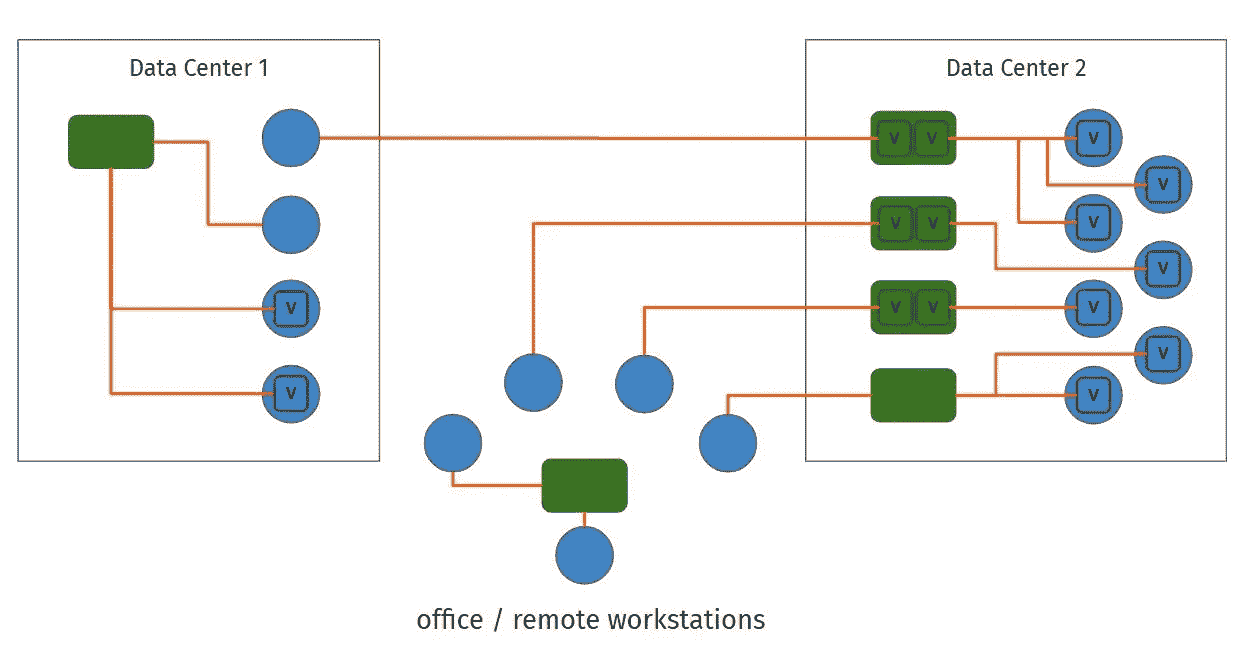 Data Center 1
Data Center 2
V V V
V
V
V V
V
V
V V V
V
V
V
office / remote workstations